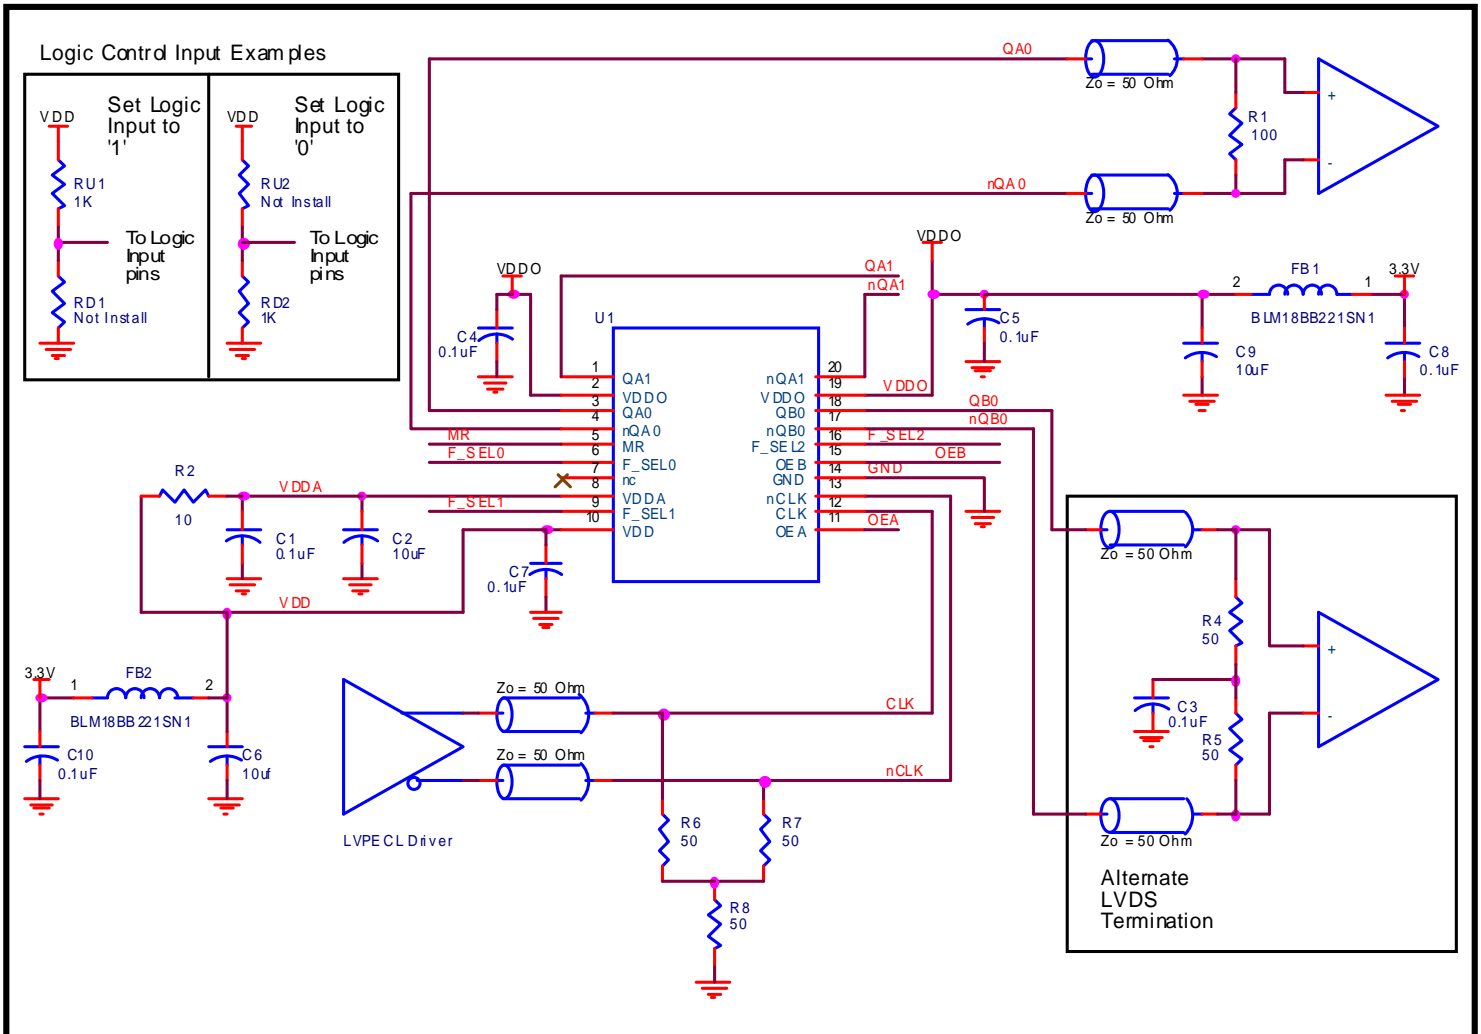 Logic Control Input Examples
VDD
Set Logic
Input to
'1'
RU1
1K
To Logic
Input
pins
RD1
Not Install
VDD
Set Logic
Input to
'0'
RU2
Not Install
To Logic
Input
pins
RD2
1K
QA0
Zo = 50 Ohm
R1
100
+
-
nQA0
Zo = 50 Ohm
VDDO
C4
0.1uF
QA1
nQA1
VDDO
C5
0.1uF
2
FB1
1
BLM18BB221SN1
3.3V
C9
10uF
C8
0.1uF
U1
1
QA1
2
VDDO
3
QA0
4
nQA0
5
MR
6
F_SEL0
7
nc
8
VDDA
9
F_SEL1
10
VDD
20
nQA1
19
VDDO
18
QB0
17
nQB0
16
F_SEL2
15
OEB
14
GND
13
nCLK
12
CLK
11
OEA
MR
F_SEL0
F_SEL1
VDDO
QB0
nQB0
F_SEL2
OEB
GND
OEA
R2
10
VDDA
C1
0.1uF
C2
10uF
C7
0.1uF
VDD
3.3V
1
FB2
2
BLM18BB221SN1
C10
0.1uF
C6
10uf
LVPECL Driver
Zo = 50 Ohm
CLK
Zo = 50 Ohm
nCLK
R6
50
R7
50
R8
50
Zo = 50 Ohm
R4
50
C3
0.1uF
R5
50
+
-
Zo = 50 Ohm
Alternate
LVDS
Termination